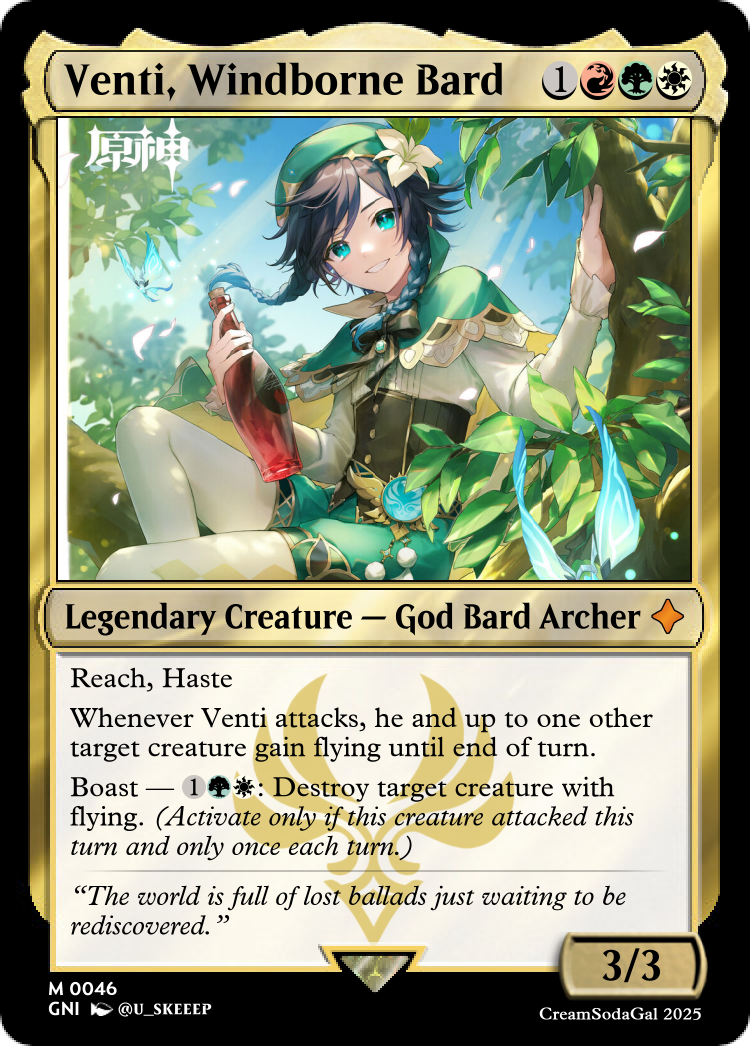 Venti, Windborne Bard 1
原神
Legendary Creature — God Bard Archer
Reach, Haste
Whenever Venti attacks, he and up to one other
target creature gain flying until end of turn.
Boast — 1: Destroy target creature with
flying. (Activate only if this creature attacked this
turn and only once each turn.)
“The world is full of lost ballads just waiting to be
rediscovered.”
3/3
M 0046
GNI @U_SKEEEP
CreamSodaGal 2025